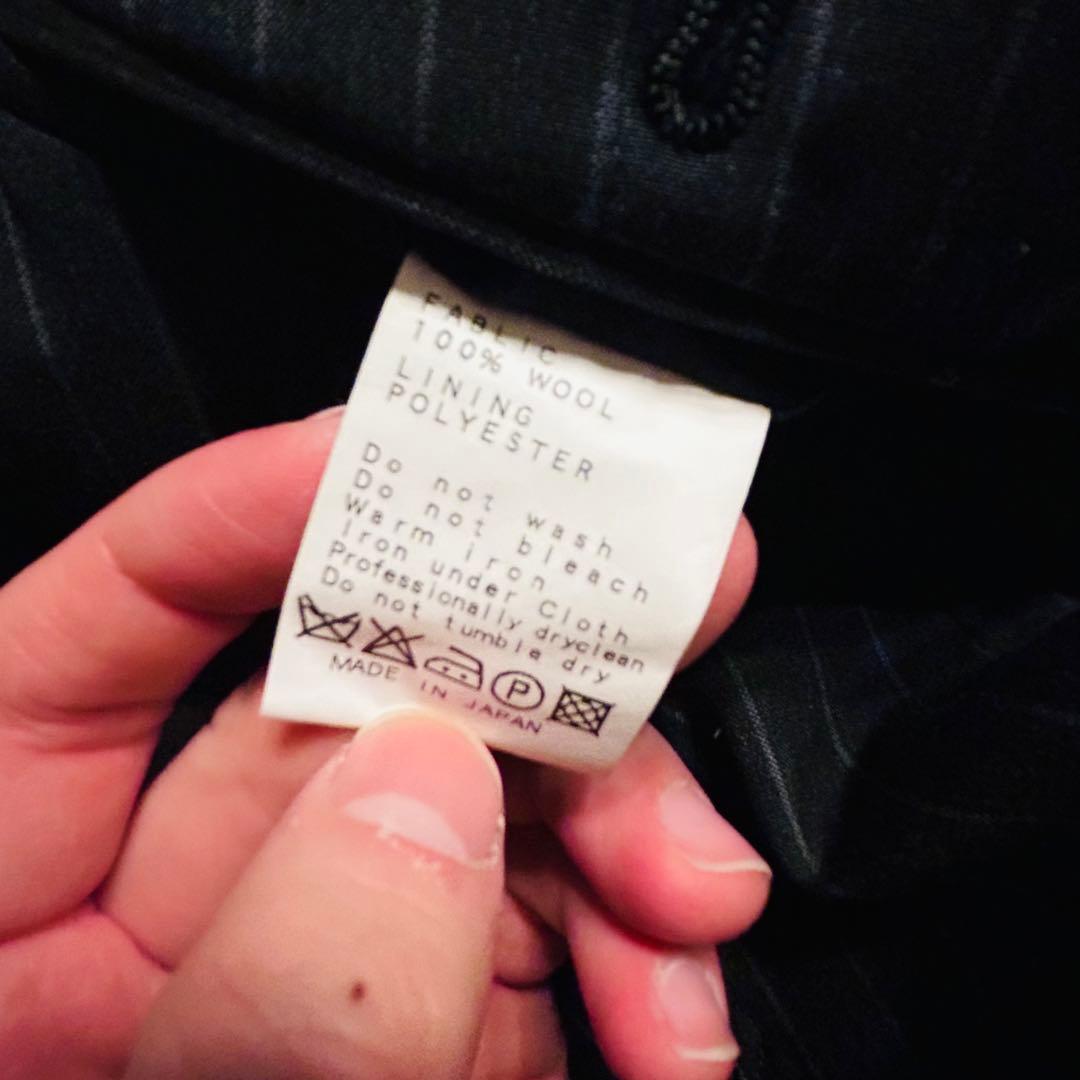 FABLIC
100% WOOL
LINING
POLYESTER
Do not wash
Do not bleach
Warm iron
Iron under Cloth
Professionally dryclean
Do not tumble dry
P
MADE IN JAPAN